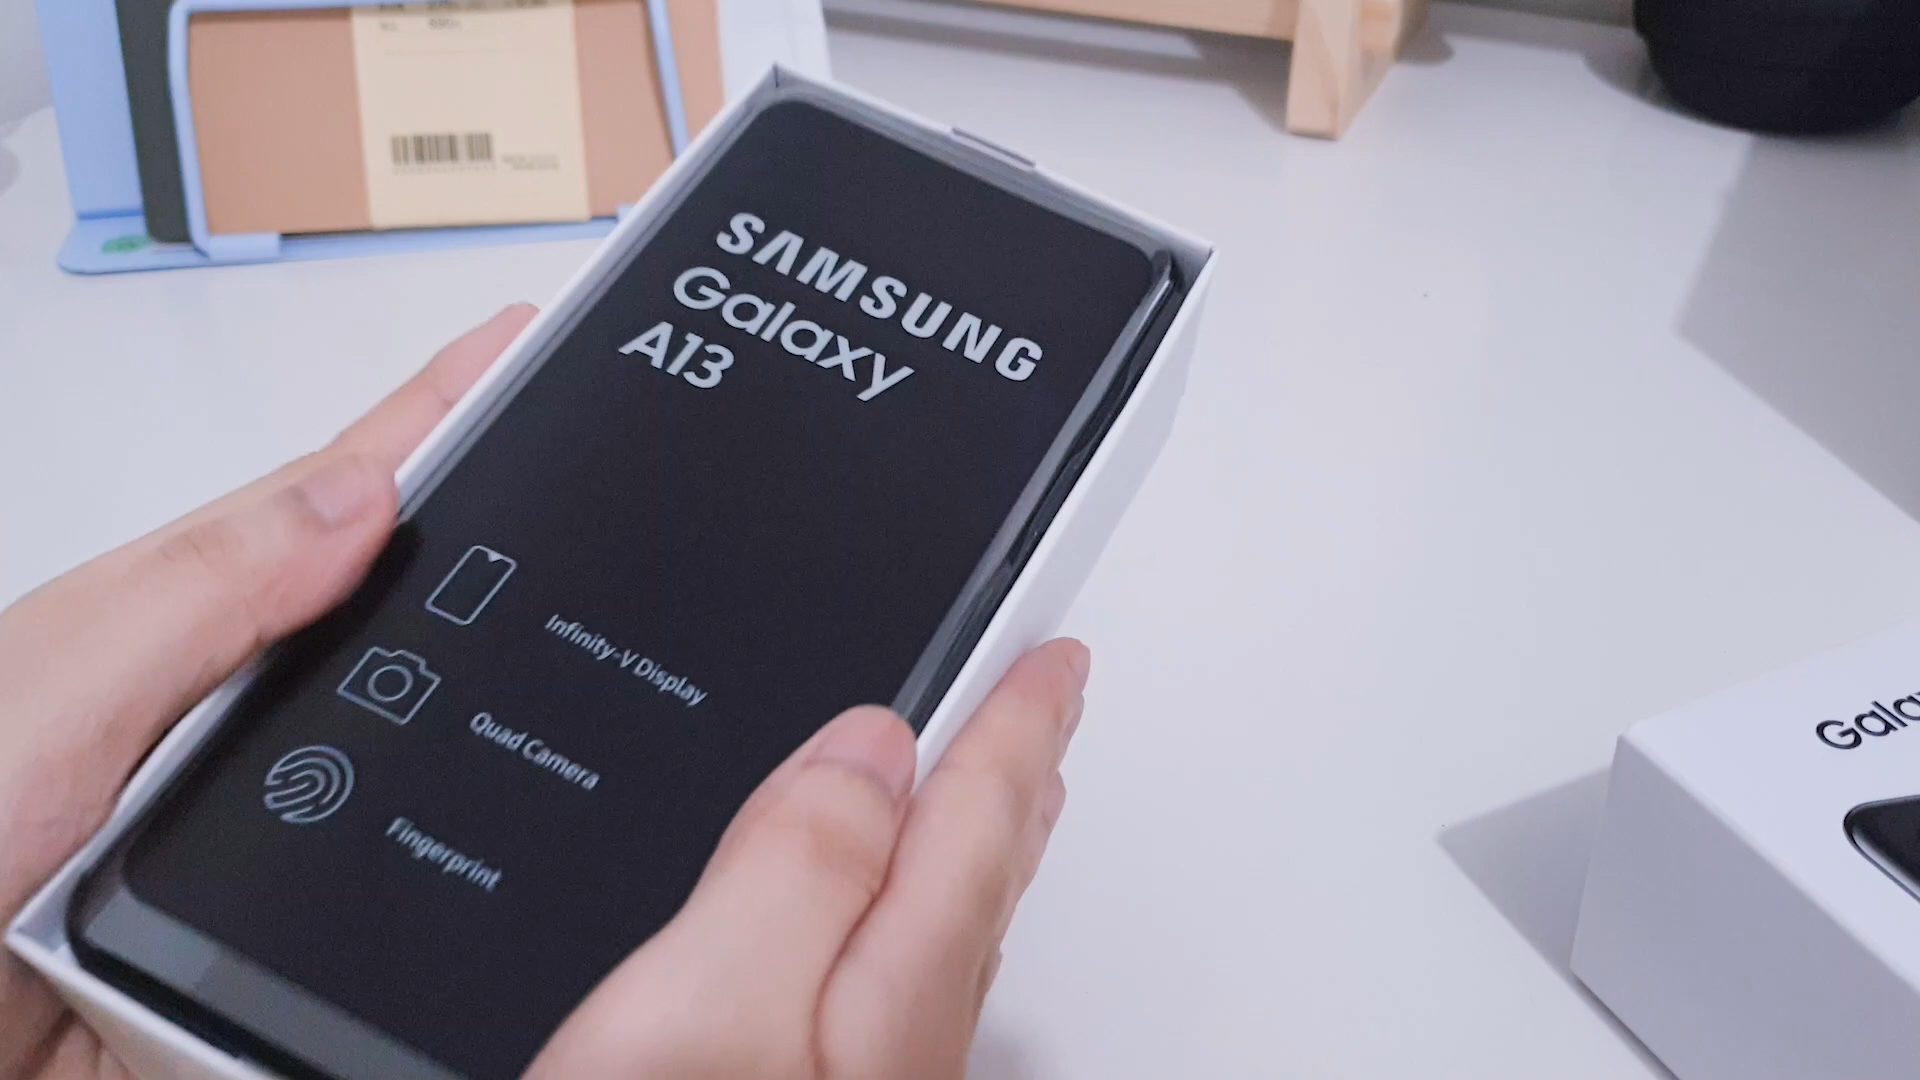 SAMSUNG
Galaxy
A13
Infinity-V Display
Quad Camera
Fingerprint
Gala